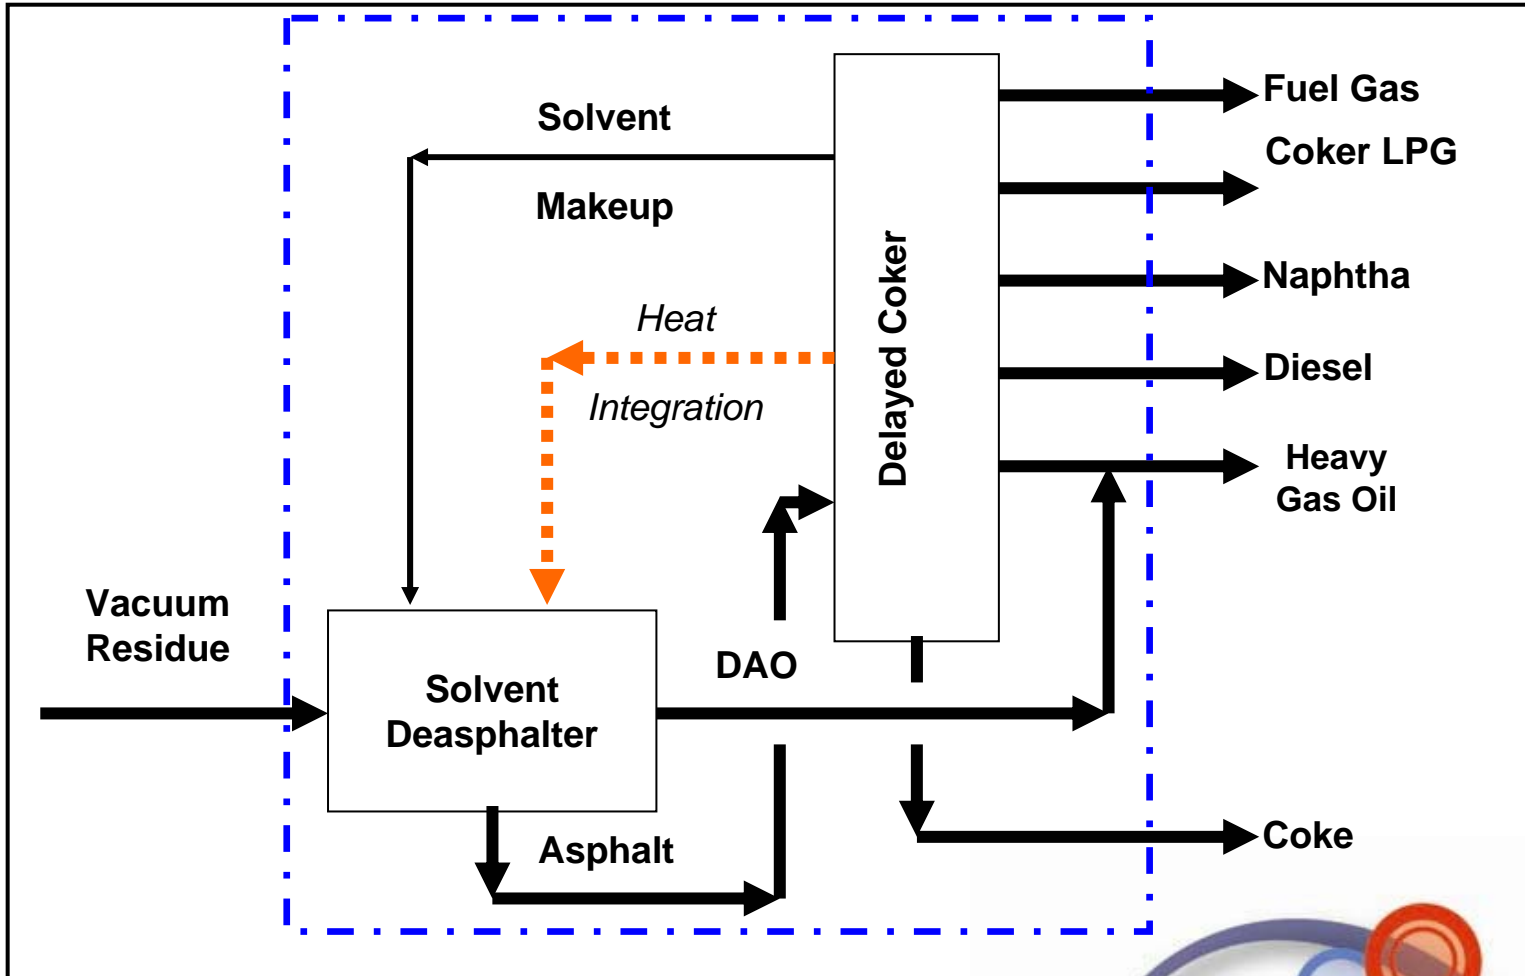 Fuel Gas
Solvent
Coker LPG
Makeup
Delayed Coker
Naphtha
Heat
Integration
Diesel
Heavy
Gas Oil
Vacuum
Residue
DAO
Solvent
Deasphalter
Asphalt
Coke